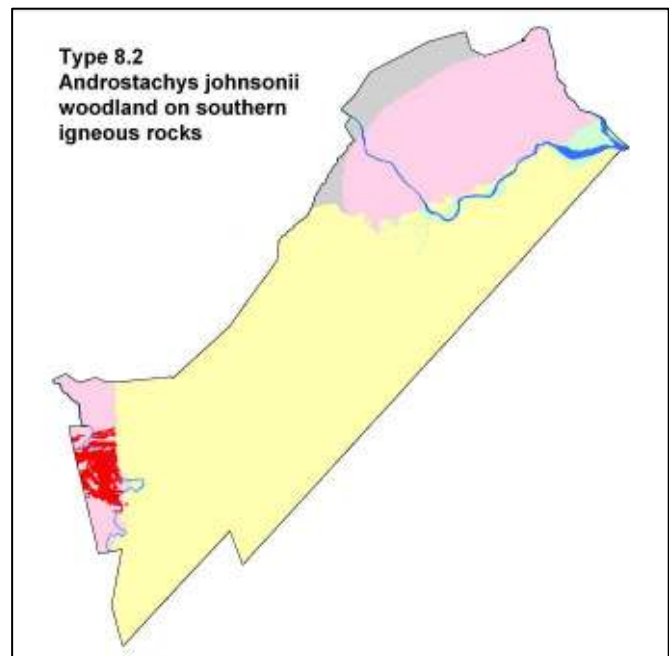 Type 8.2
Androstachys johnsonii
woodland on southern
igneous rocks